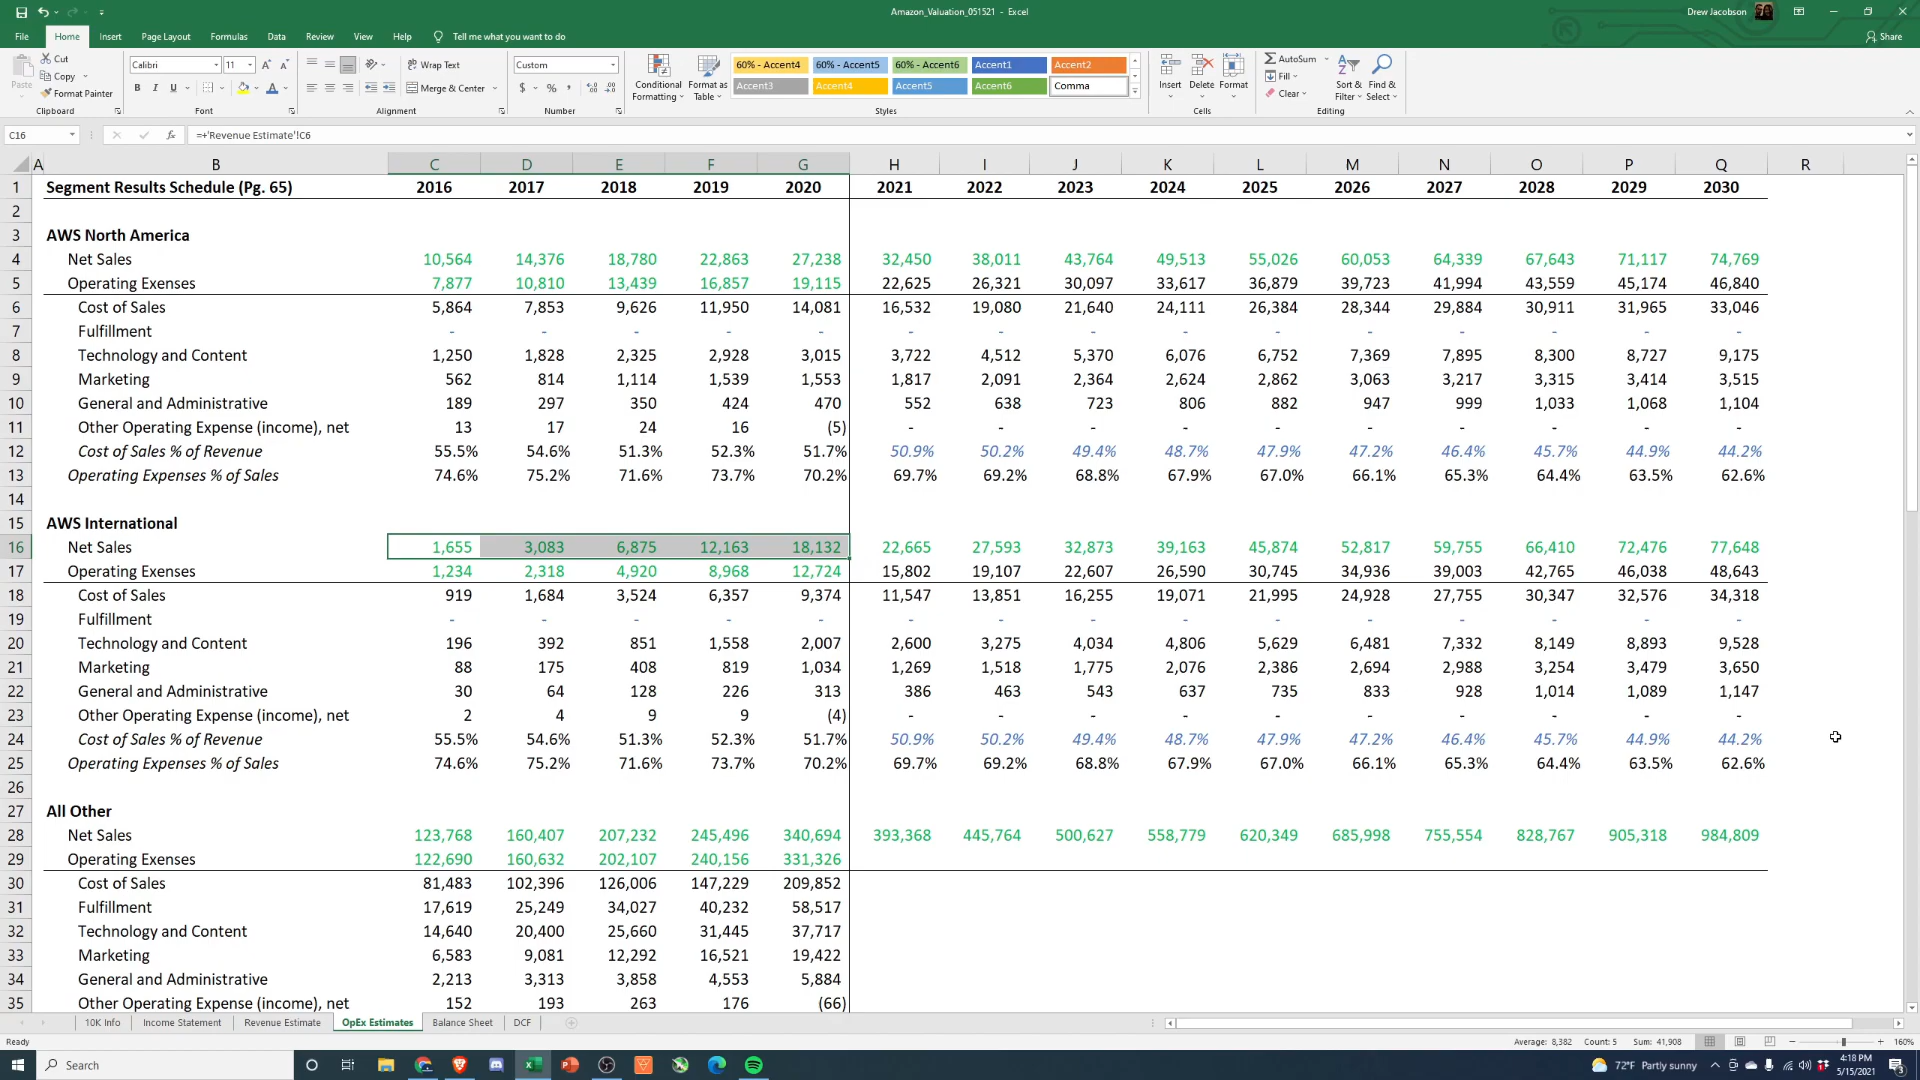 Amazon_Valuation_051521 - Excel
Drew Jacobson
File Home Insert Page Layout Formulas Data Review View Help Tell me what you want to do
Share
Paste Cut Copy Format Painter
Calibri 11
Wrap Text
Merge & Center
Custom
Conditional Formatting Format as Table
60% - Accent4 60% - Accent5 60% - Accent6 Accent1 Accent2
Accent3 Accent4 Accent5 Accent6 Comma
Insert Delete Format
AutoSum Fill Clear
Sort & Filter Find & Select
Clipboard Font Alignment Number Styles Cells Editing
C16 fx =+'Revenue Estimate'!C6
A B C D E F G H I J K L M N O P Q R
1 Segment Results Schedule (Pg. 65) 2016 2017 2018 2019 2020 2021 2022 2023 2024 2025 2026 2027 2028 2029 2030
2
3 AWS North America
4 Net Sales 10,564 14,376 18,780 22,863 27,238 32,450 38,011 43,764 49,513 55,026 60,053 64,339 67,643 71,117 74,769
5 Operating Exenses 7,877 10,810 13,439 16,857 19,115 22,625 26,321 30,097 33,617 36,879 39,723 41,994 43,559 45,174 46,840
6 Cost of Sales 5,864 7,853 9,626 11,950 14,081 16,532 19,080 21,640 24,111 26,384 28,344 29,884 30,911 31,965 33,046
7 Fulfillment - - - - - - - - - - - - - - -
8 Technology and Content 1,250 1,828 2,325 2,928 3,015 3,722 4,512 5,370 6,076 6,752 7,369 7,895 8,300 8,727 9,175
9 Marketing 562 814 1,114 1,539 1,553 1,817 2,091 2,364 2,624 2,862 3,063 3,217 3,315 3,414 3,515
10 General and Administrative 189 297 350 424 470 552 638 723 806 882 947 999 1,033 1,068 1,104
11 Other Operating Expense (income), net 13 17 24 16 (5) - - - - - - - - - -
12 Cost of Sales % of Revenue 55.5% 54.6% 51.3% 52.3% 51.7% 50.9% 50.2% 49.4% 48.7% 47.9% 47.2% 46.4% 45.7% 44.9% 44.2%
13 Operating Expenses % of Sales 74.6% 75.2% 71.6% 73.7% 70.2% 69.7% 69.2% 68.8% 67.9% 67.0% 66.1% 65.3% 64.4% 63.5% 62.6%
14
15 AWS International
16 Net Sales 1,655 3,083 6,875 12,163 18,132 22,665 27,593 32,873 39,163 45,874 52,817 59,755 66,410 72,476 77,648
17 Operating Exenses 1,234 2,318 4,920 8,968 12,724 15,802 19,107 22,607 26,590 30,745 34,936 39,003 42,765 46,038 48,643
18 Cost of Sales 919 1,684 3,524 6,357 9,374 11,547 13,851 16,255 19,071 21,995 24,928 27,755 30,347 32,576 34,318
19 Fulfillment - - - - - - - - - - - - - - -
20 Technology and Content 196 392 851 1,558 2,007 2,600 3,275 4,034 4,806 5,629 6,481 7,332 8,149 8,893 9,528
21 Marketing 88 175 408 819 1,034 1,269 1,518 1,775 2,076 2,386 2,694 2,988 3,254 3,479 3,650
22 General and Administrative 30 64 128 226 313 386 463 543 637 735 833 928 1,014 1,089 1,147
23 Other Operating Expense (income), net 2 4 9 9 (4) - - - - - - - - - -
24 Cost of Sales % of Revenue 55.5% 54.6% 51.3% 52.3% 51.7% 50.9% 50.2% 49.4% 48.7% 47.9% 47.2% 46.4% 45.7% 44.9% 44.2%
25 Operating Expenses % of Sales 74.6% 75.2% 71.6% 73.7% 70.2% 69.7% 69.2% 68.8% 67.9% 67.0% 66.1% 65.3% 64.4% 63.5% 62.6%
26
27 All Other
28 Net Sales 123,768 160,407 207,232 245,496 340,694 393,368 445,764 500,627 558,779 620,349 685,998 755,554 828,767 905,318 984,809
29 Operating Exenses 122,690 160,632 202,107 240,156 331,326
30 Cost of Sales 81,483 102,396 126,006 147,229 209,852
31 Fulfillment 17,619 25,249 34,027 40,232 58,517
32 Technology and Content 14,640 20,400 25,660 31,445 37,717
33 Marketing 6,583 9,081 12,292 16,521 19,422
34 General and Administrative 2,213 3,313 3,858 4,553 5,884
35 Other Operating Expense (income), net 152 193 263 176 (66)
10K Info Income Statement Revenue Estimate OpEx Estimates Balance Sheet DCF
Ready Average: 8,382 Count: 5 Sum: 41,908 160%
Search 72°F Partly sunny 4:18 PM
5/15/2021